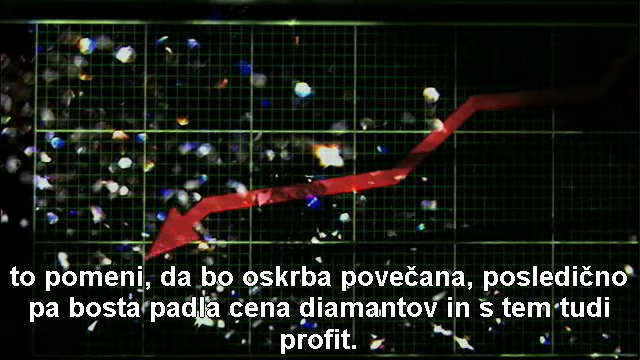 to pomeni, da bo oskrba povečana, posledično
pa bosta padla cena diamantov in s tem tudi
profit.